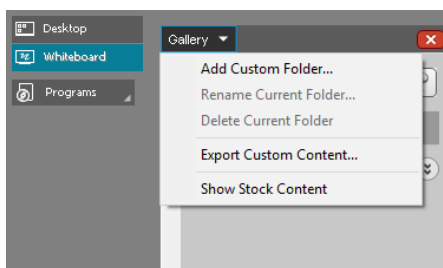 Desktop
Whiteboard
Programs
Gallery
Add Custom Folder...
Rename Current Folder...
Delete Current Folder
Export Custom Content...
Show Stock Content